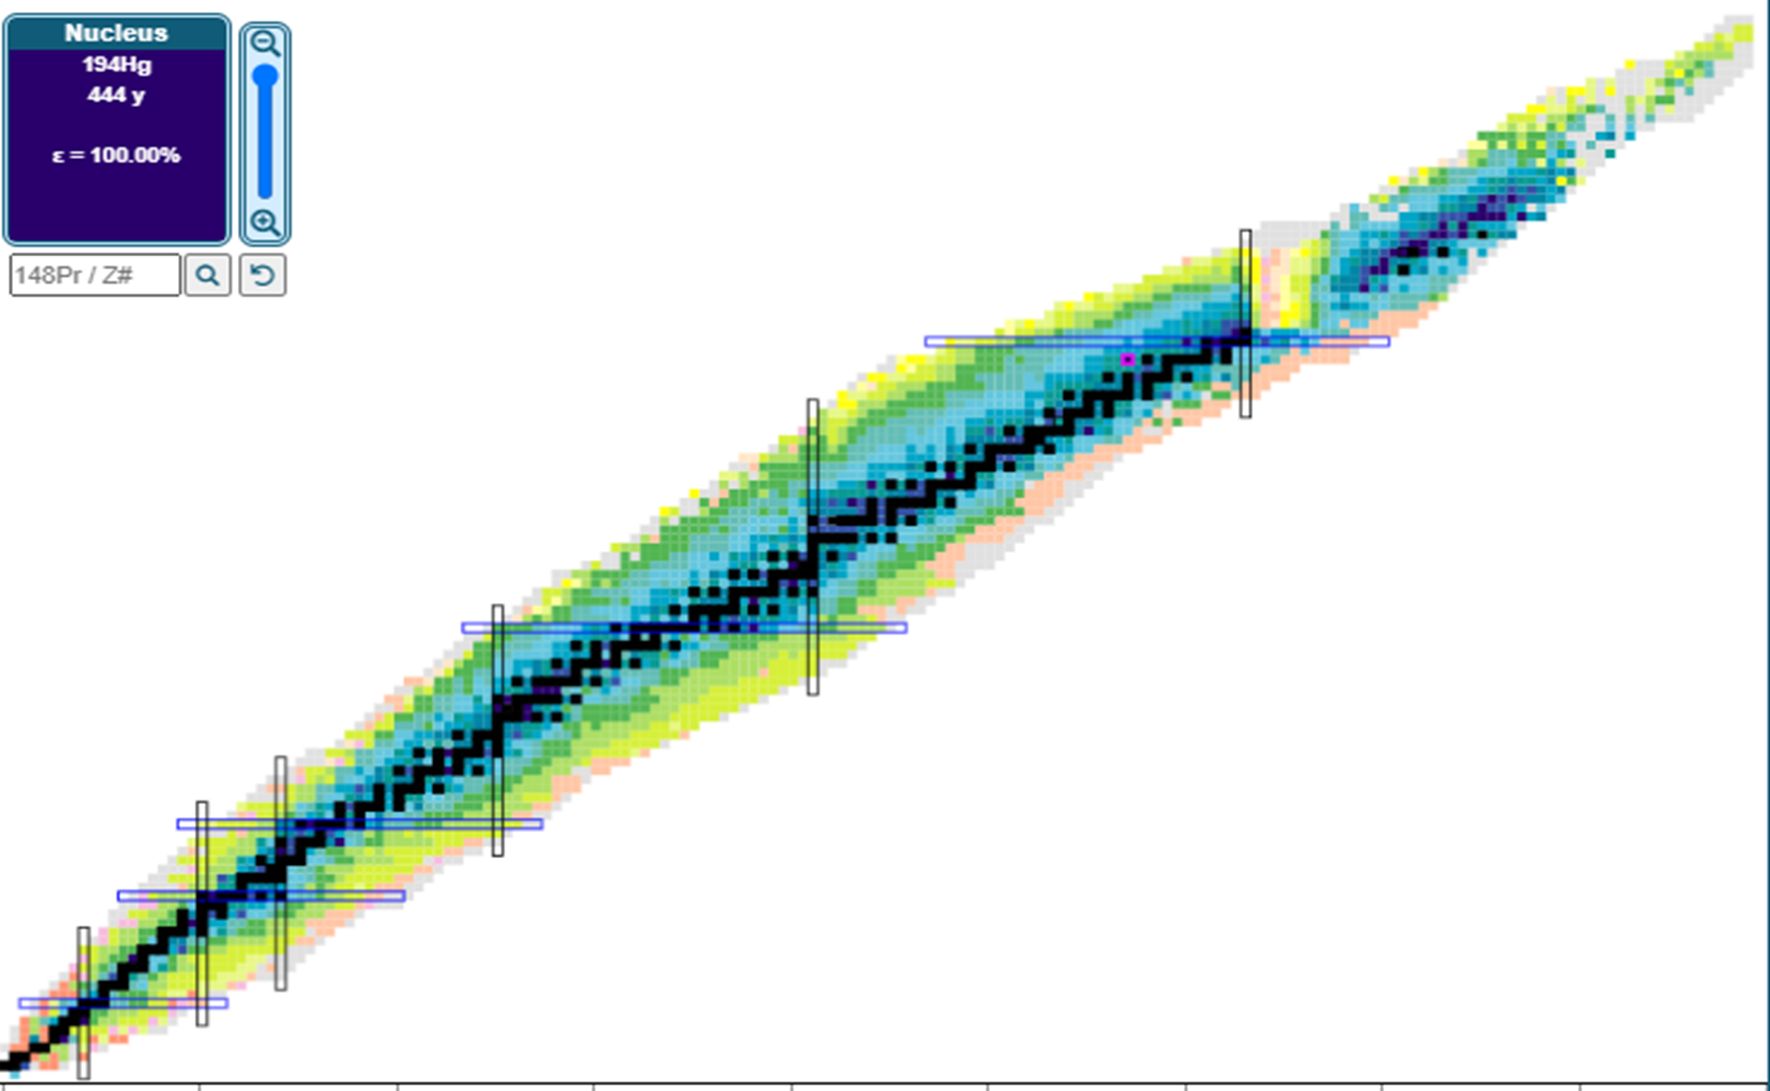 Nucleus
194Hg
444 y
ε = 100.00%
148Pr / Z#